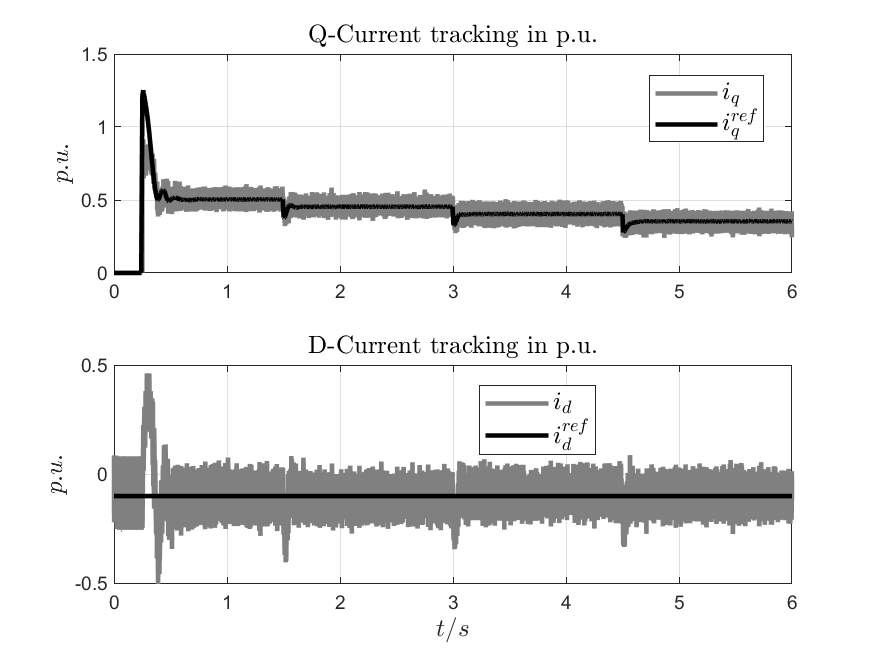 Q-Current tracking in p.u.
1.5
1
0.5
0
p.u.
i_q
i_q^{ref}
0 1 2 3 4 5 6
D-Current tracking in p.u.
0.5
0
-0.5
p.u.
i_d
i_d^{ref}
0 1 2 3 4 5 6
t/s